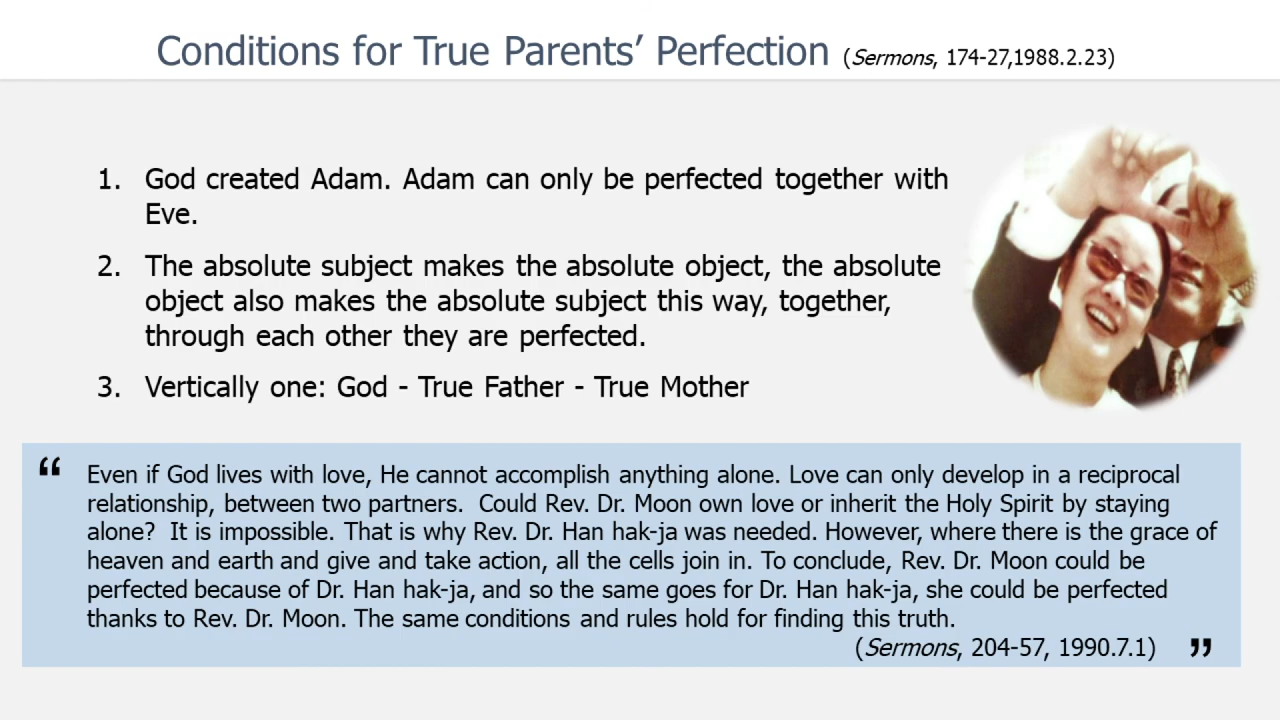 Conditions for True Parents’ Perfection (Sermons, 174-27,1988.2.23)
1. God created Adam. Adam can only be perfected together with
Eve.
2. The absolute subject makes the absolute object, the absolute
object also makes the absolute subject this way, together,
through each other they are perfected.
3. Vertically one: God - True Father - True Mother
“ Even if God lives with love, He cannot accomplish anything alone. Love can only develop in a reciprocal
relationship, between two partners.  Could Rev. Dr. Moon own love or inherit the Holy Spirit by staying
alone?  It is impossible. That is why Rev. Dr. Han hak-ja was needed. However, where there is the grace of
heaven and earth and give and take action, all the cells join in. To conclude, Rev. Dr. Moon could be
perfected because of Dr. Han hak-ja, and so the same goes for Dr. Han hak-ja, she could be perfected
thanks to Rev. Dr. Moon. The same conditions and rules hold for finding this truth.
(Sermons, 204-57, 1990.7.1) ”